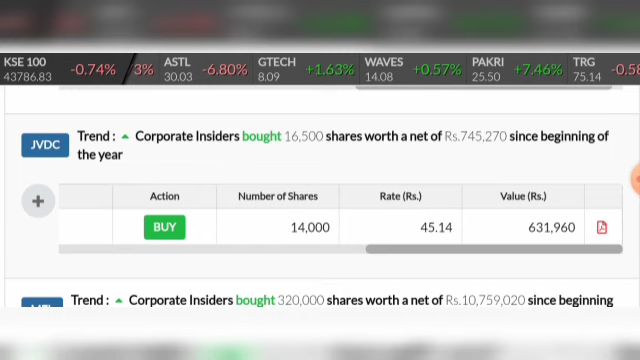 KSE 100 ASTL GTECH WAVES PAKRI TRG
43786.83 -0.74% 3% 30.03 -6.80% 8.09 +1.63% 14.08 +0.57% 25.50 +7.46% 75.14 -0.5
JVDC Trend : Corporate Insiders bought 16,500 shares worth a net of Rs.745,270 since beginning of
the year
Action Number of Shares Rate (Rs.) Value (Rs.)
BUY 14,000 45.14 631,960
Trend : Corporate Insiders bought 320,000 shares worth a net of Rs.10,759,020 since beginning